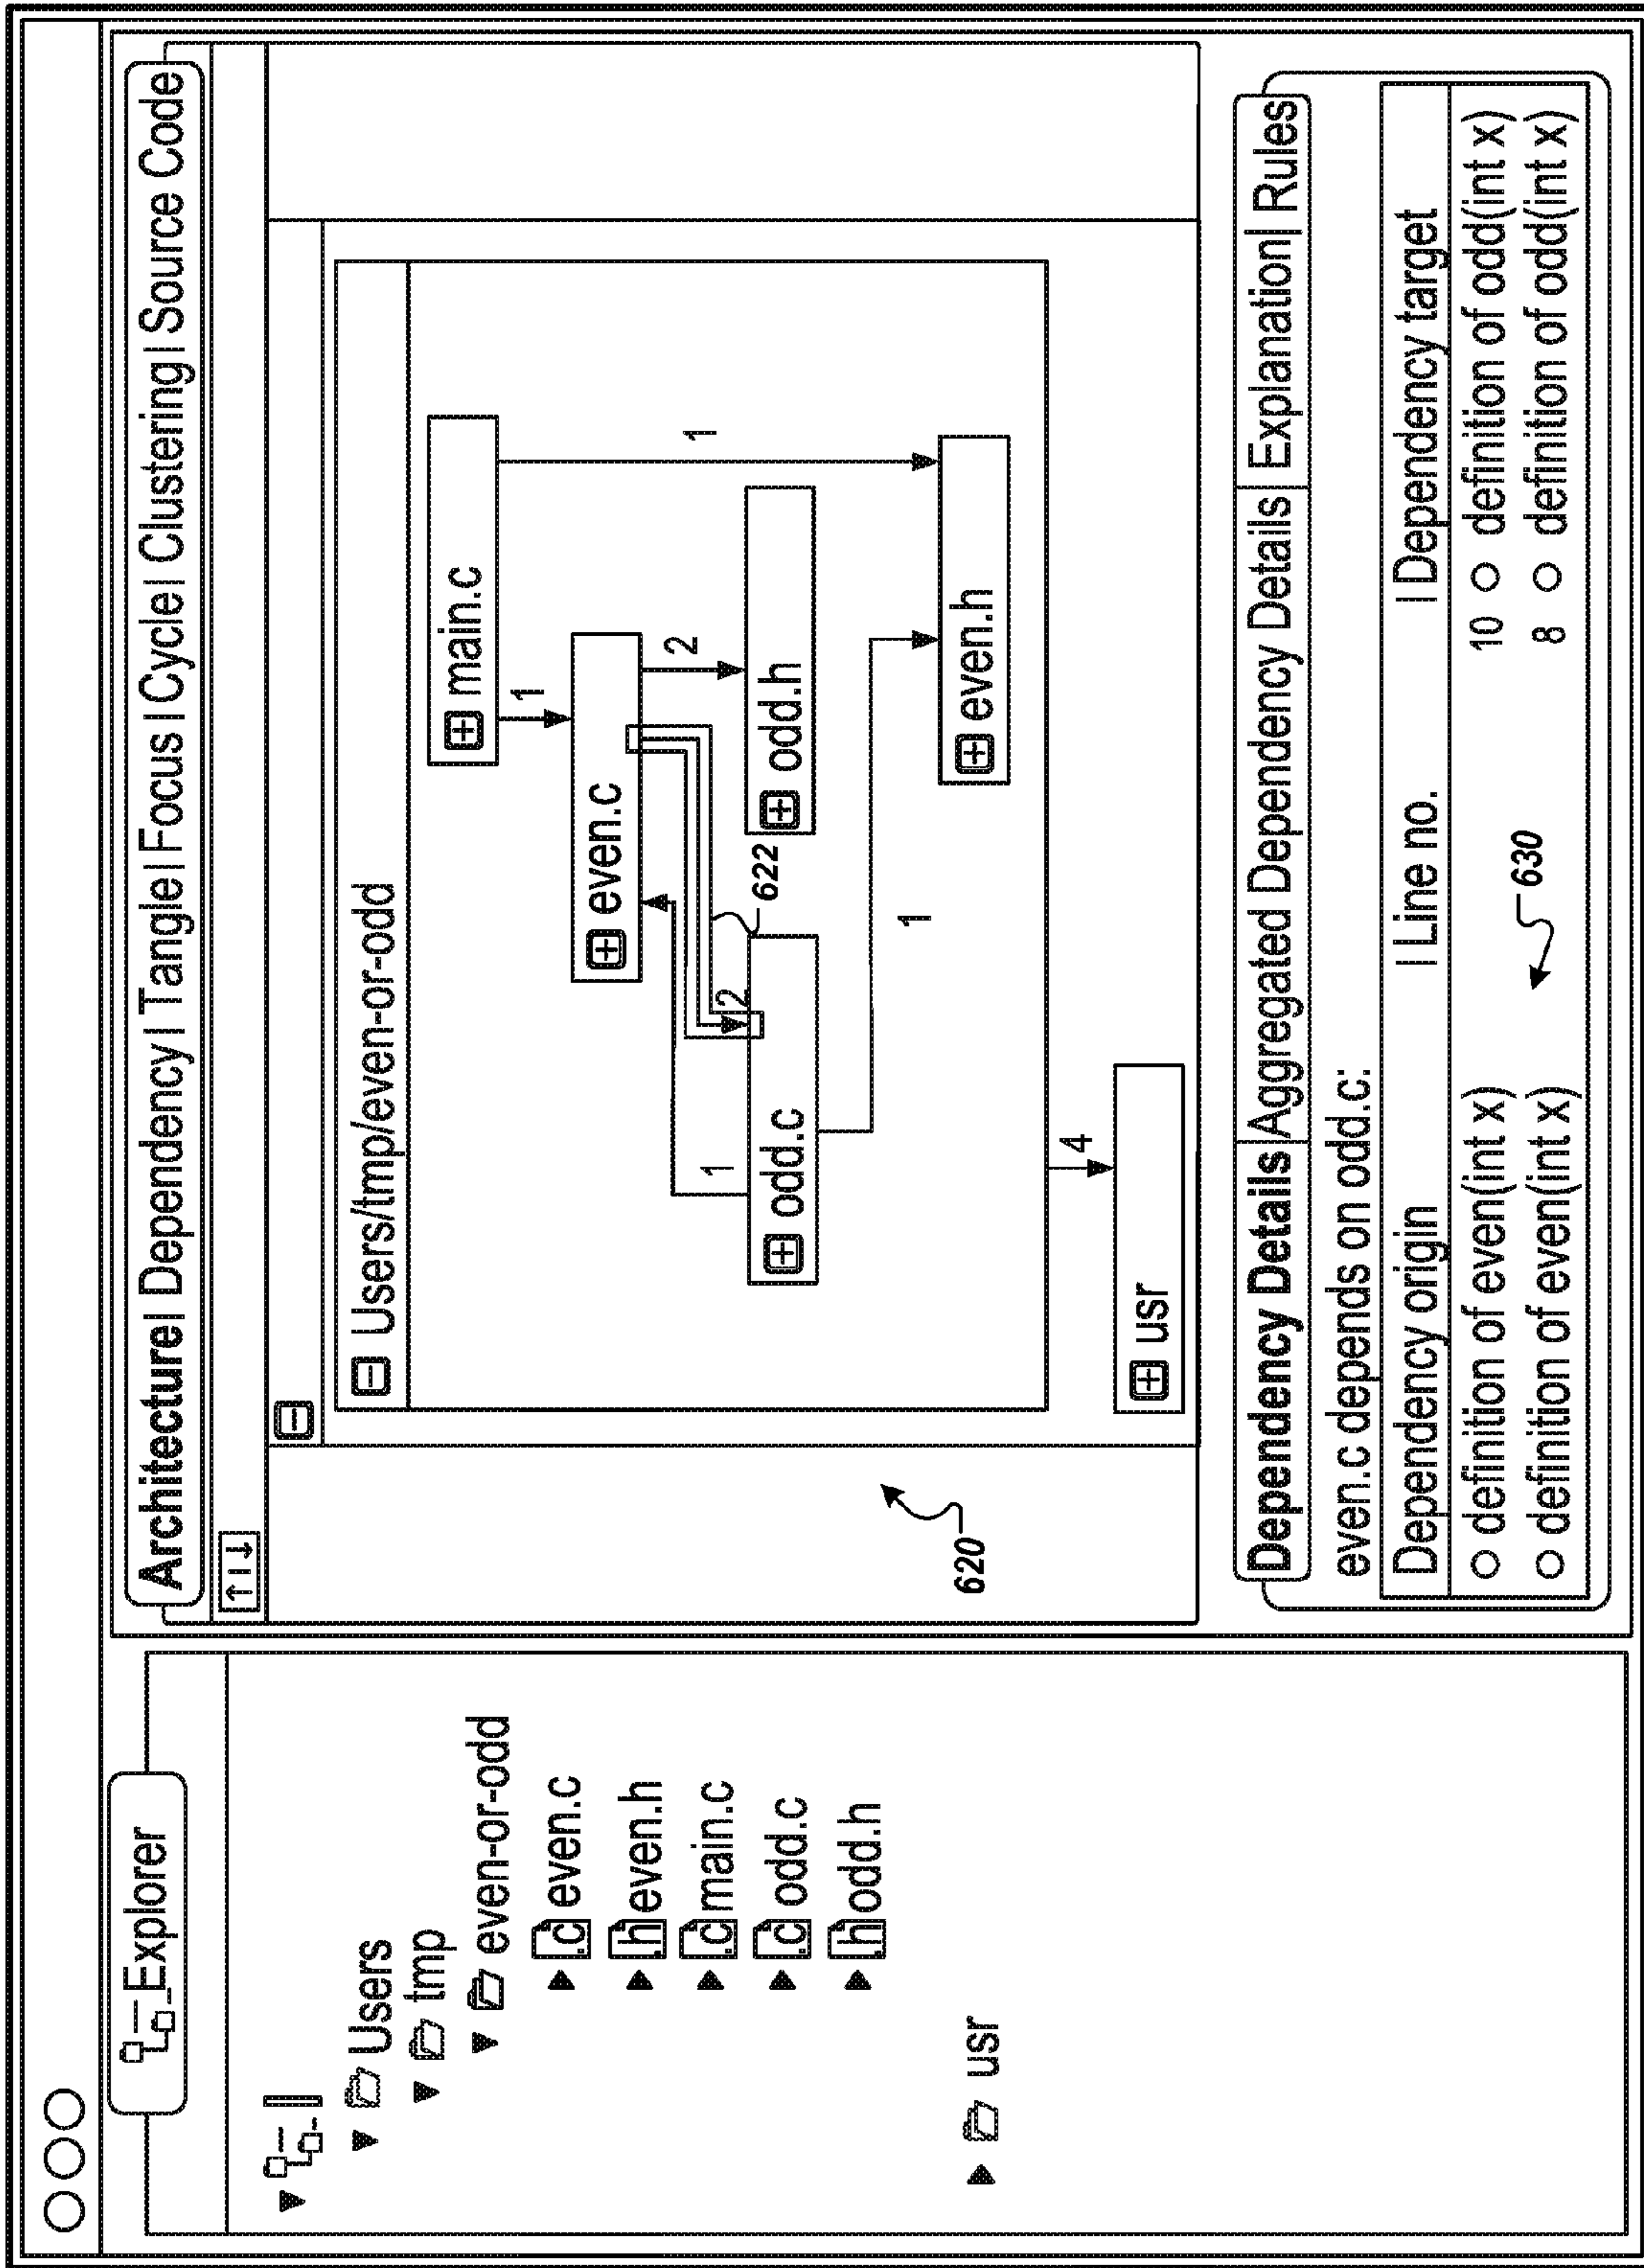 Explorer
Users
tmp
even-or-odd
.c even.c
.h even.h
.c main.c
.c odd.c
.h odd.h
usr
Architecture| Dependency| Tangle| Focus |Cycle| Clustering| Source Code
Users/tmp/even-or-odd
main.c
1
1
even.c
2
622
2
1
odd.c
odd.h
1
even.h
4
usr
620
Dependency Details|Aggregated Dependency Details| Explanation| Rules
even.c depends on odd.c:
Dependency origin |Line no. |Dependency target
definition of even(int x) 10 definition of odd(int x)
definition of even(int x) 8 definition of odd(int x)
630